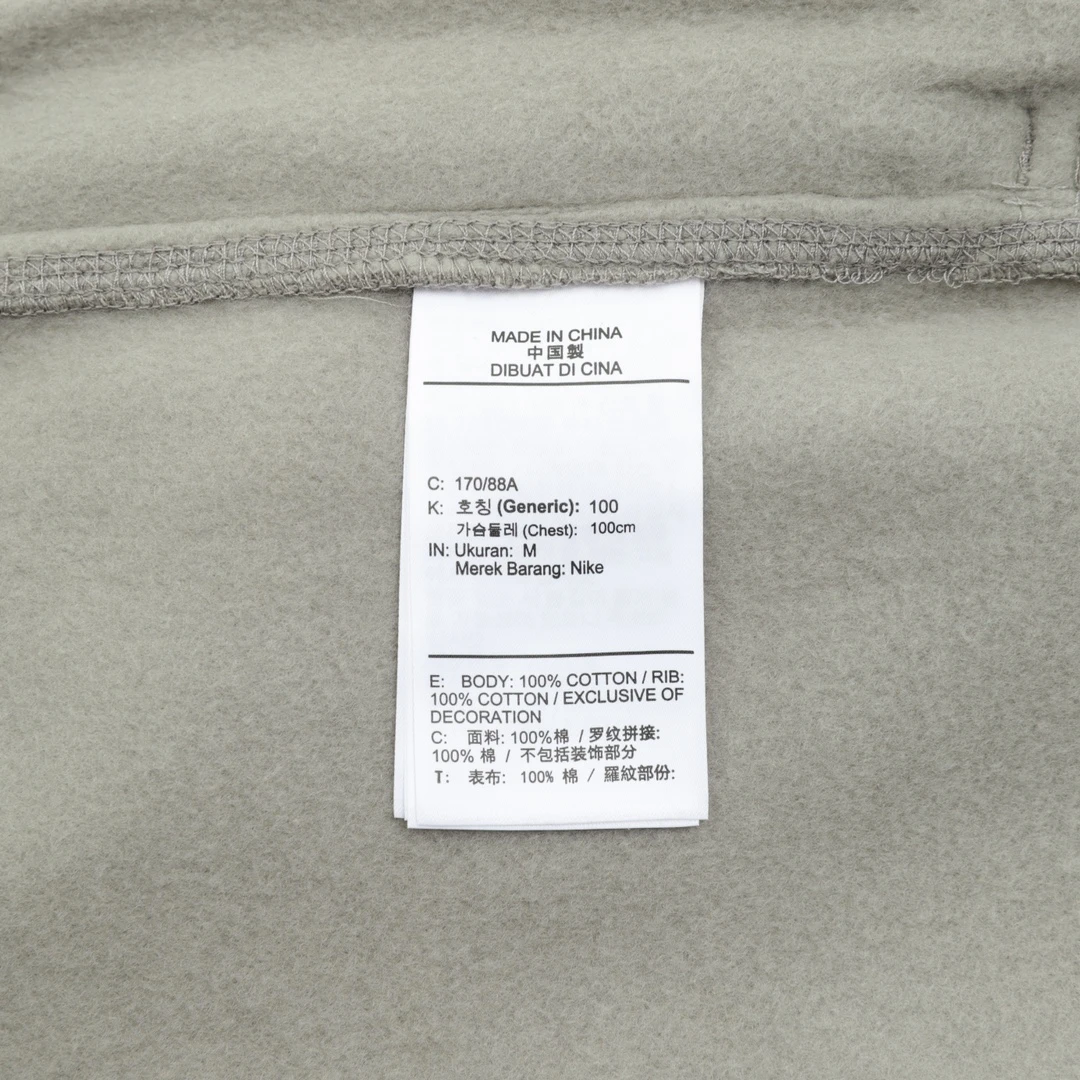 MADE IN CHINA
中国製
DIBUAT DI CINA
C: 170/88A
K: 호칭 (Generic): 100
가슴둘레 (Chest): 100cm
IN: Ukuran: M
Merek Barang: Nike
E: BODY: 100% COTTON / RIB:
100% COTTON / EXCLUSIVE OF
DECORATION
C: 面料: 100%棉 / 罗纹拼接:
100% 棉 / 不包括装饰部分
T: 表布: 100% 棉 / 羅紋部份: